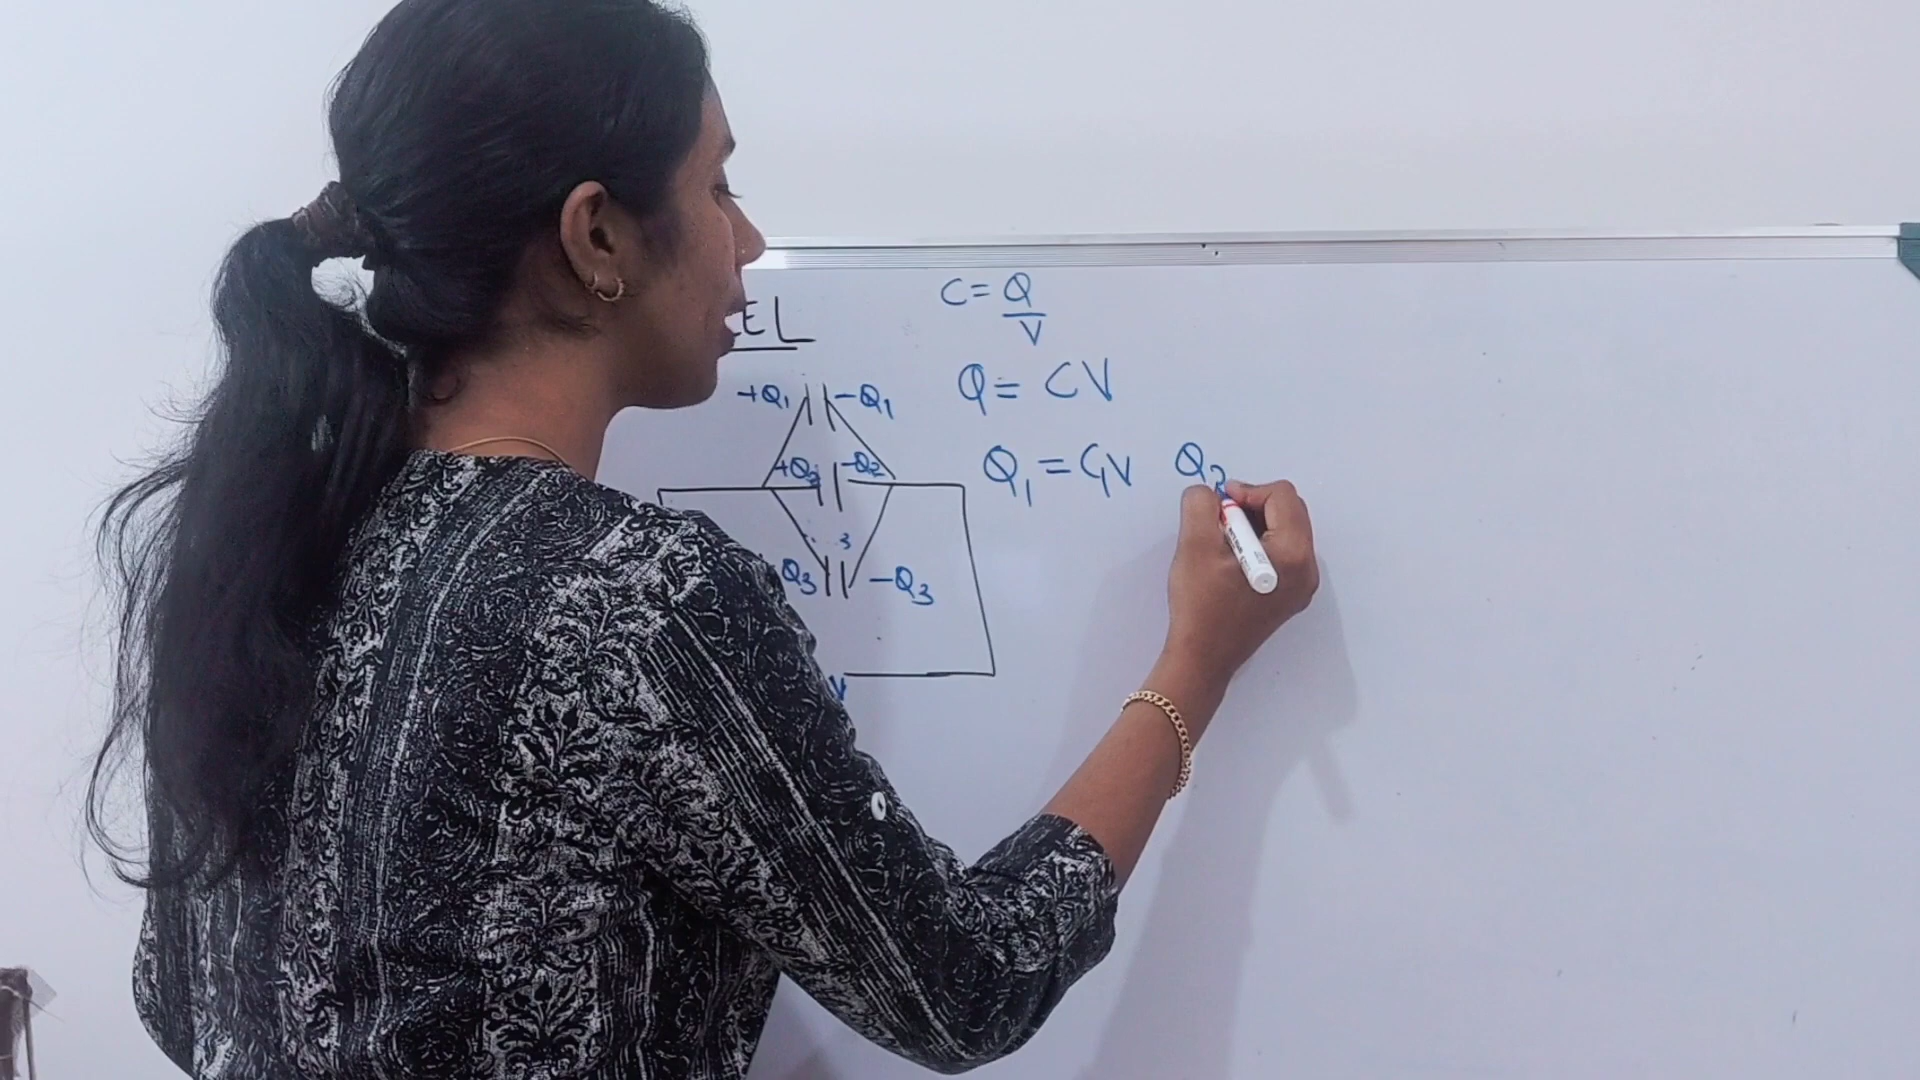 EL
C = Q/V
Q = CV
+Q1 -Q1
+Q2 -Q2
Q1 = C1V Q2
3
Q3 -Q3
V